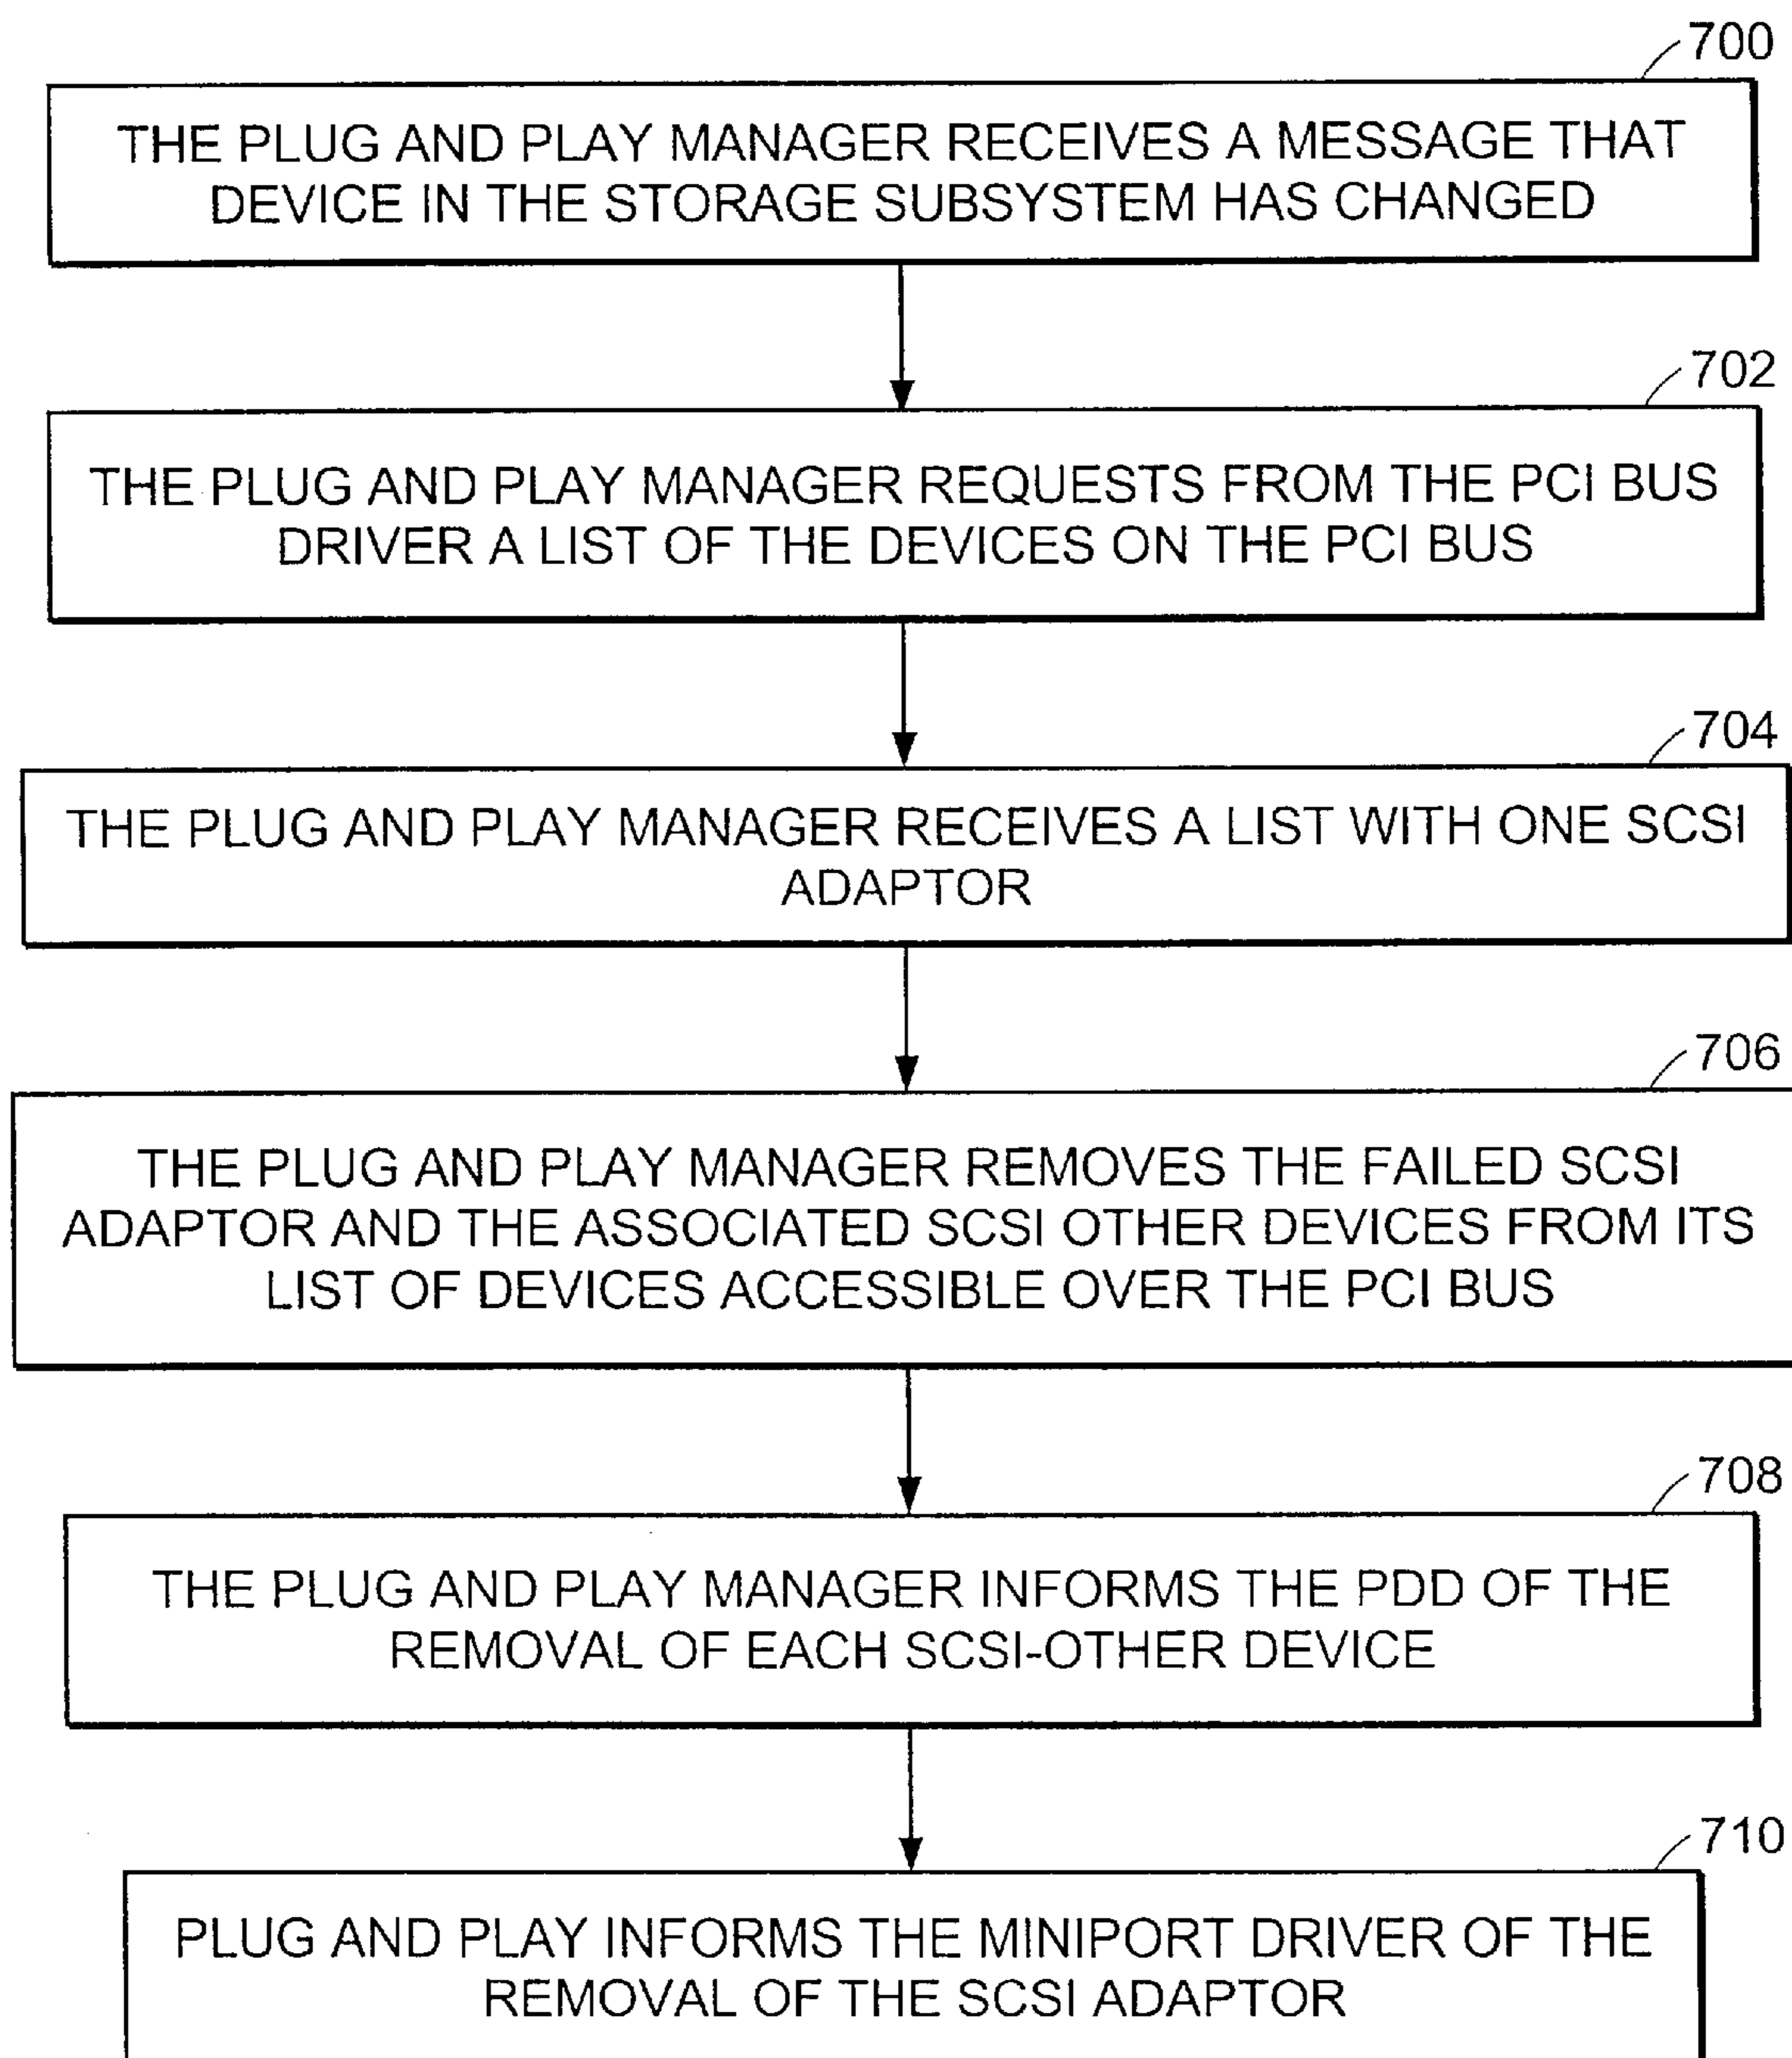 700
THE PLUG AND PLAY MANAGER RECEIVES A MESSAGE THAT
DEVICE IN THE STORAGE SUBSYSTEM HAS CHANGED
702
THE PLUG AND PLAY MANAGER REQUESTS FROM THE PCI BUS
DRIVER A LIST OF THE DEVICES ON THE PCI BUS
704
THE PLUG AND PLAY MANAGER RECEIVES A LIST WITH ONE SCSI
ADAPTOR
706
THE PLUG AND PLAY MANAGER REMOVES THE FAILED SCSI
ADAPTOR AND THE ASSOCIATED SCSI OTHER DEVICES FROM ITS
LIST OF DEVICES ACCESSIBLE OVER THE PCI BUS
708
THE PLUG AND PLAY MANAGER INFORMS THE PDD OF THE
REMOVAL OF EACH SCSI-OTHER DEVICE
710
PLUG AND PLAY INFORMS THE MINIPORT DRIVER OF THE
REMOVAL OF THE SCSI ADAPTOR